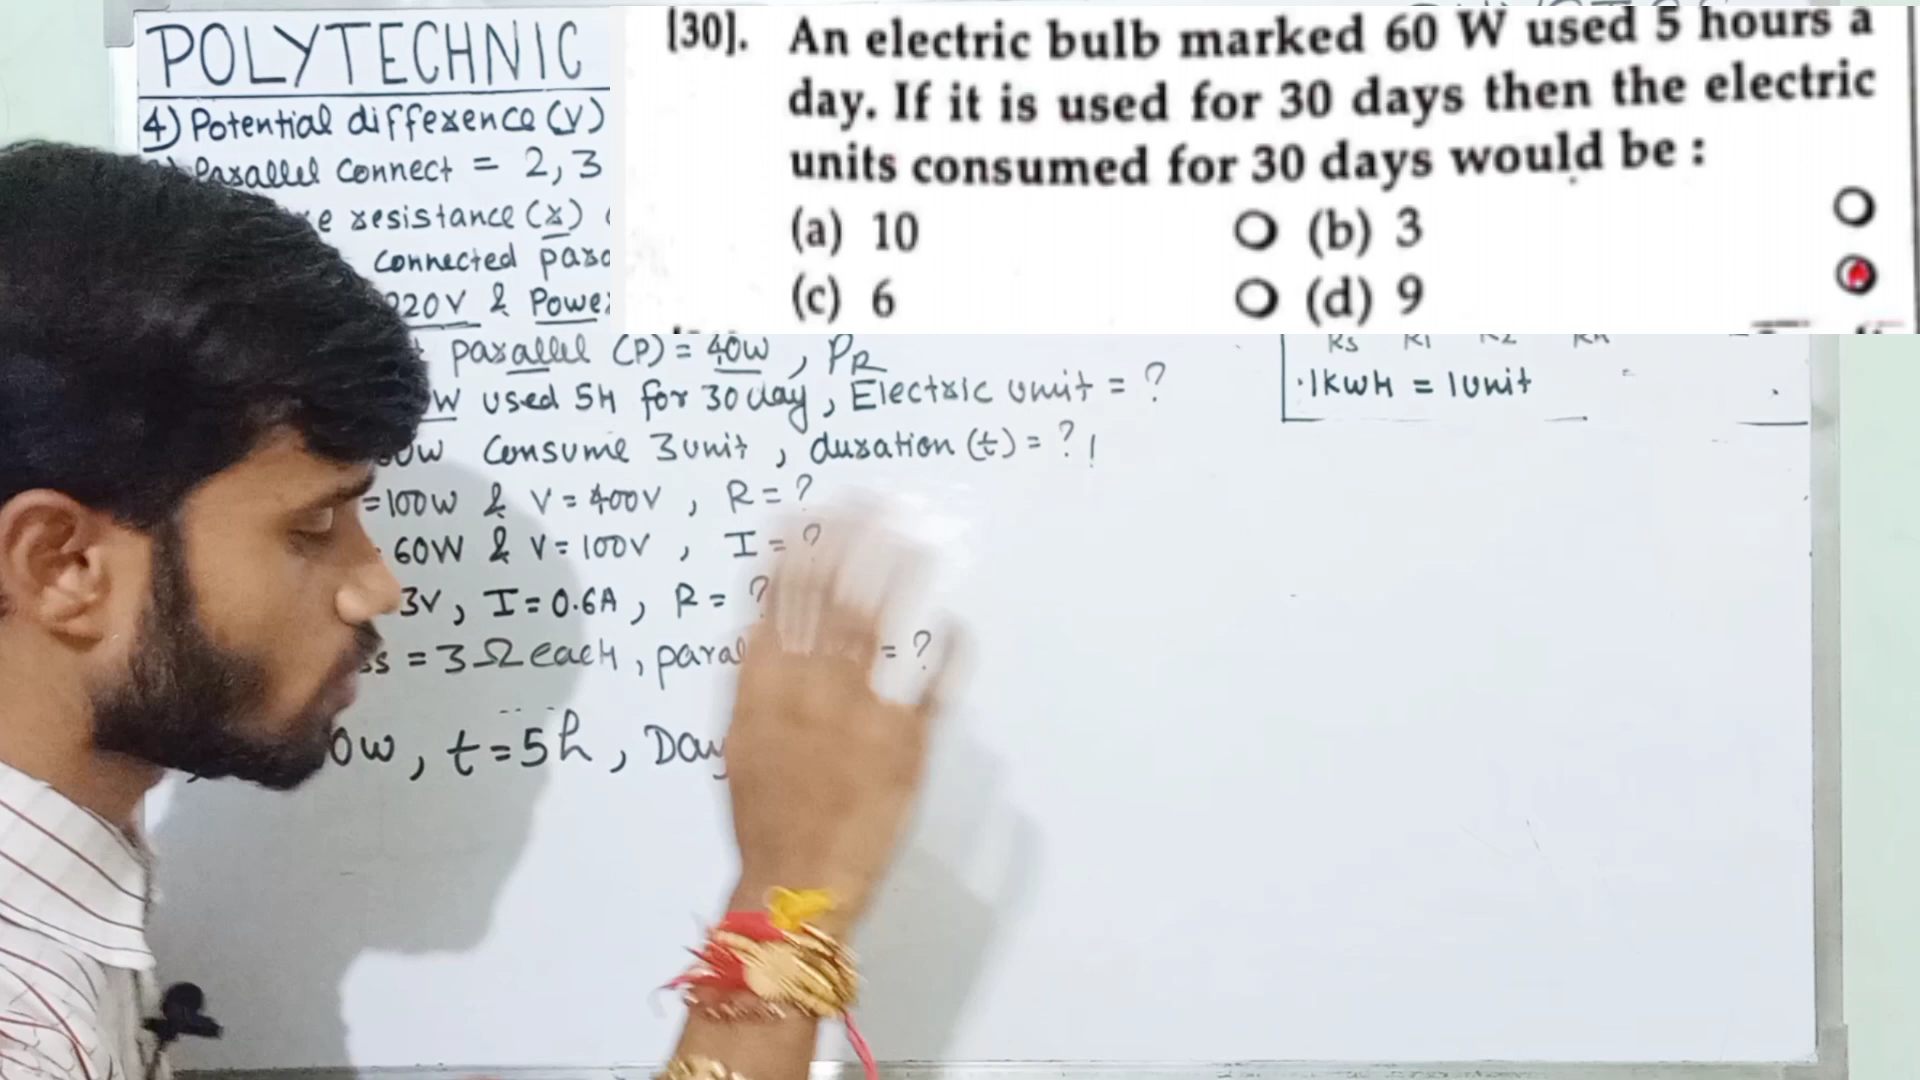 POLYTECHNIC
4) Potential difference (V)
Parallel Connect = 2, 3
resistance (r)
Connected para
220V & Power
parallel (P) = 40W , PR
W used 5H for 30 day, Electric unit = ?
Consume 3 unit , duration (t) = ?
=100W & V = 400V , R = ?
60W & V = 100V , I = ?
3V , I = 0.6A , R = ?
= 3Ω each , paral = ?
0w , t = 5h , Day
[30]. An electric bulb marked 60 W used 5 hours a
day. If it is used for 30 days then the electric
units consumed for 30 days would be :
(a) 10 (b) 3
(c) 6 (d) 9
·1KWH = 1Unit